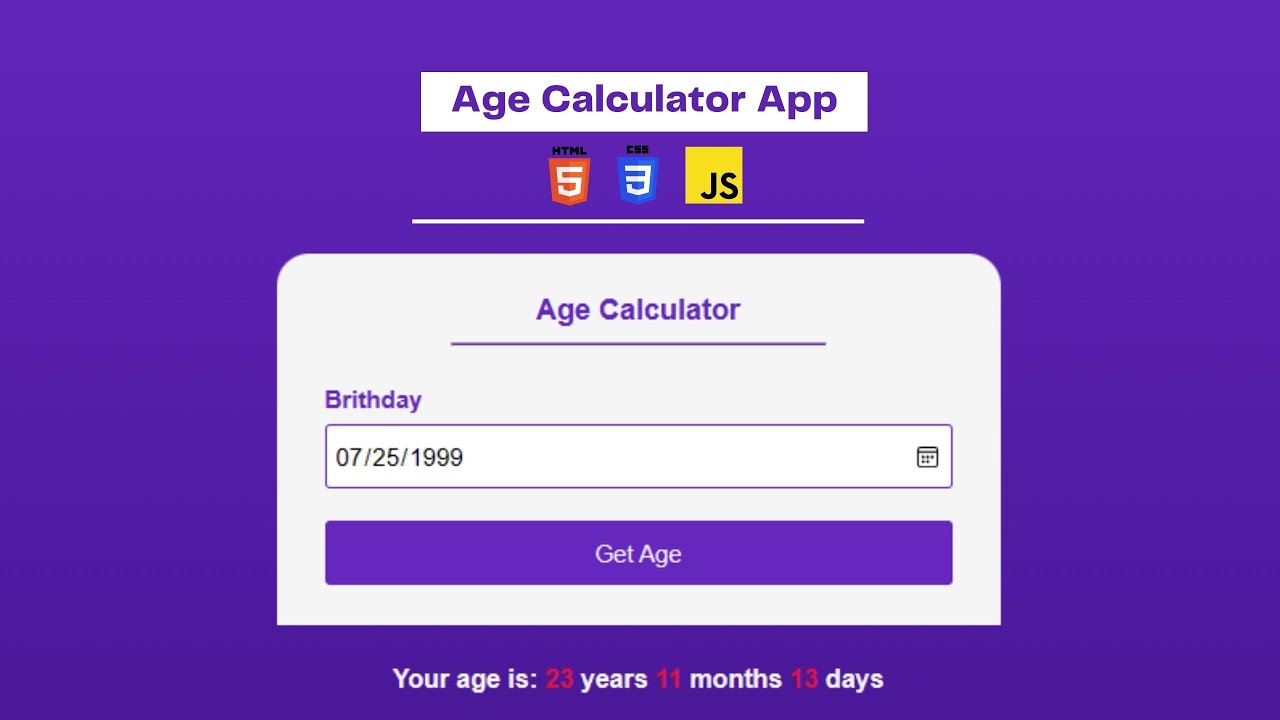 Age Calculator App
HTML CSS
5 3 JS
Age Calculator
Brithday
07/25/1999
Get Age
Your age is: 23 years 11 months 13 days